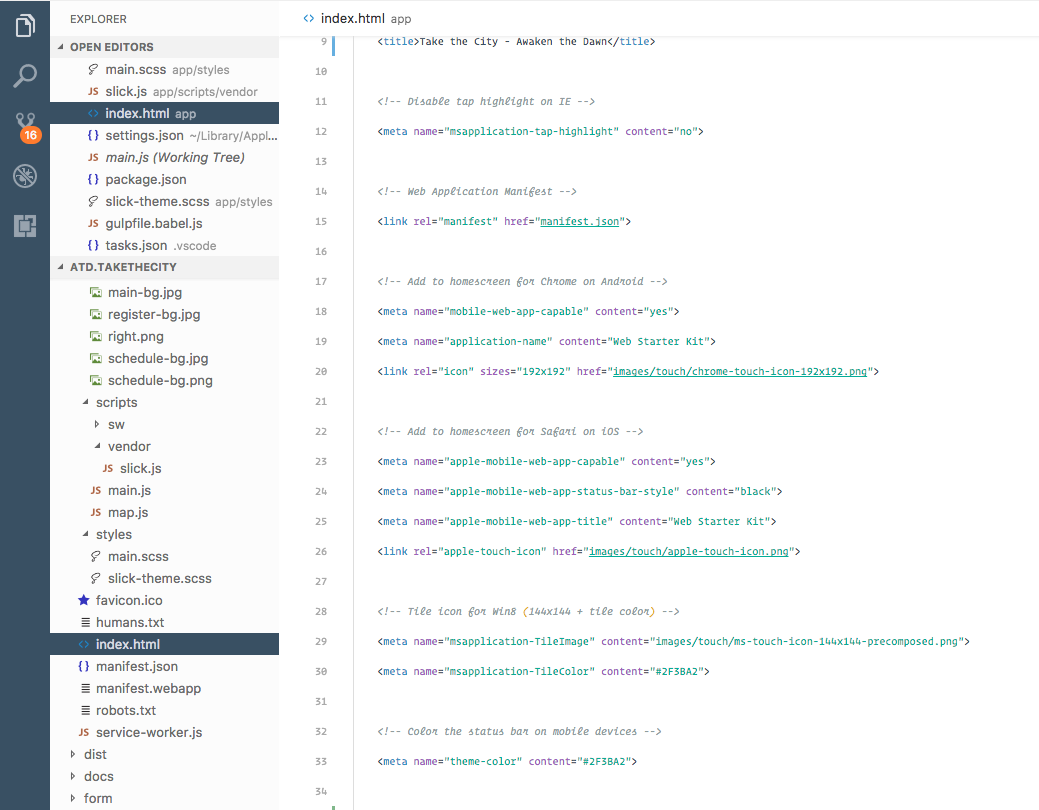 EXPLORER
OPEN EDITORS
main.scss app/styles
JS slick.js app/scripts/vendor
<> index.html app
{} settings.json ~/Library/Appl...
JS main.js (Working Tree)
{} package.json
slick-theme.scss app/styles
JS gulpfile.babel.js
{} tasks.json .vscode
16
ATD.TAKETHECITY
main-bg.jpg
register-bg.jpg
right.png
schedule-bg.jpg
schedule-bg.png
scripts
sw
vendor
JS slick.js
JS main.js
JS map.js
styles
main.scss
slick-theme.scss
favicon.ico
humans.txt
<> index.html
{} manifest.json
manifest.webapp
robots.txt
JS service-worker.js
dist
docs
form
<> index.html app
9 <title>Take the City - Awaken the Dawn</title>
10
11 <!-- Disable tap highlight on IE -->
12 <meta name="msapplication-tap-highlight" content="no">
13
14 <!-- Web Application Manifest -->
15 <link rel="manifest" href="manifest.json">
16
17 <!-- Add to homescreen for Chrome on Android -->
18 <meta name="mobile-web-app-capable" content="yes">
19 <meta name="application-name" content="Web Starter Kit">
20 <link rel="icon" sizes="192x192" href="images/touch/chrome-touch-icon-192x192.png">
21
22 <!-- Add to homescreen for Safari on iOS -->
23 <meta name="apple-mobile-web-app-capable" content="yes">
24 <meta name="apple-mobile-web-app-status-bar-style" content="black">
25 <meta name="apple-mobile-web-app-title" content="Web Starter Kit">
26 <link rel="apple-touch-icon" href="images/touch/apple-touch-icon.png">
27
28 <!-- Tile icon for Win8 (144x144 + tile color) -->
29 <meta name="msapplication-TileImage" content="images/touch/ms-touch-icon-144x144-precomposed.png">
30 <meta name="msapplication-TileColor" content="#2F3BA2">
31
32 <!-- Color the status bar on mobile devices -->
33 <meta name="theme-color" content="#2F3BA2">
34